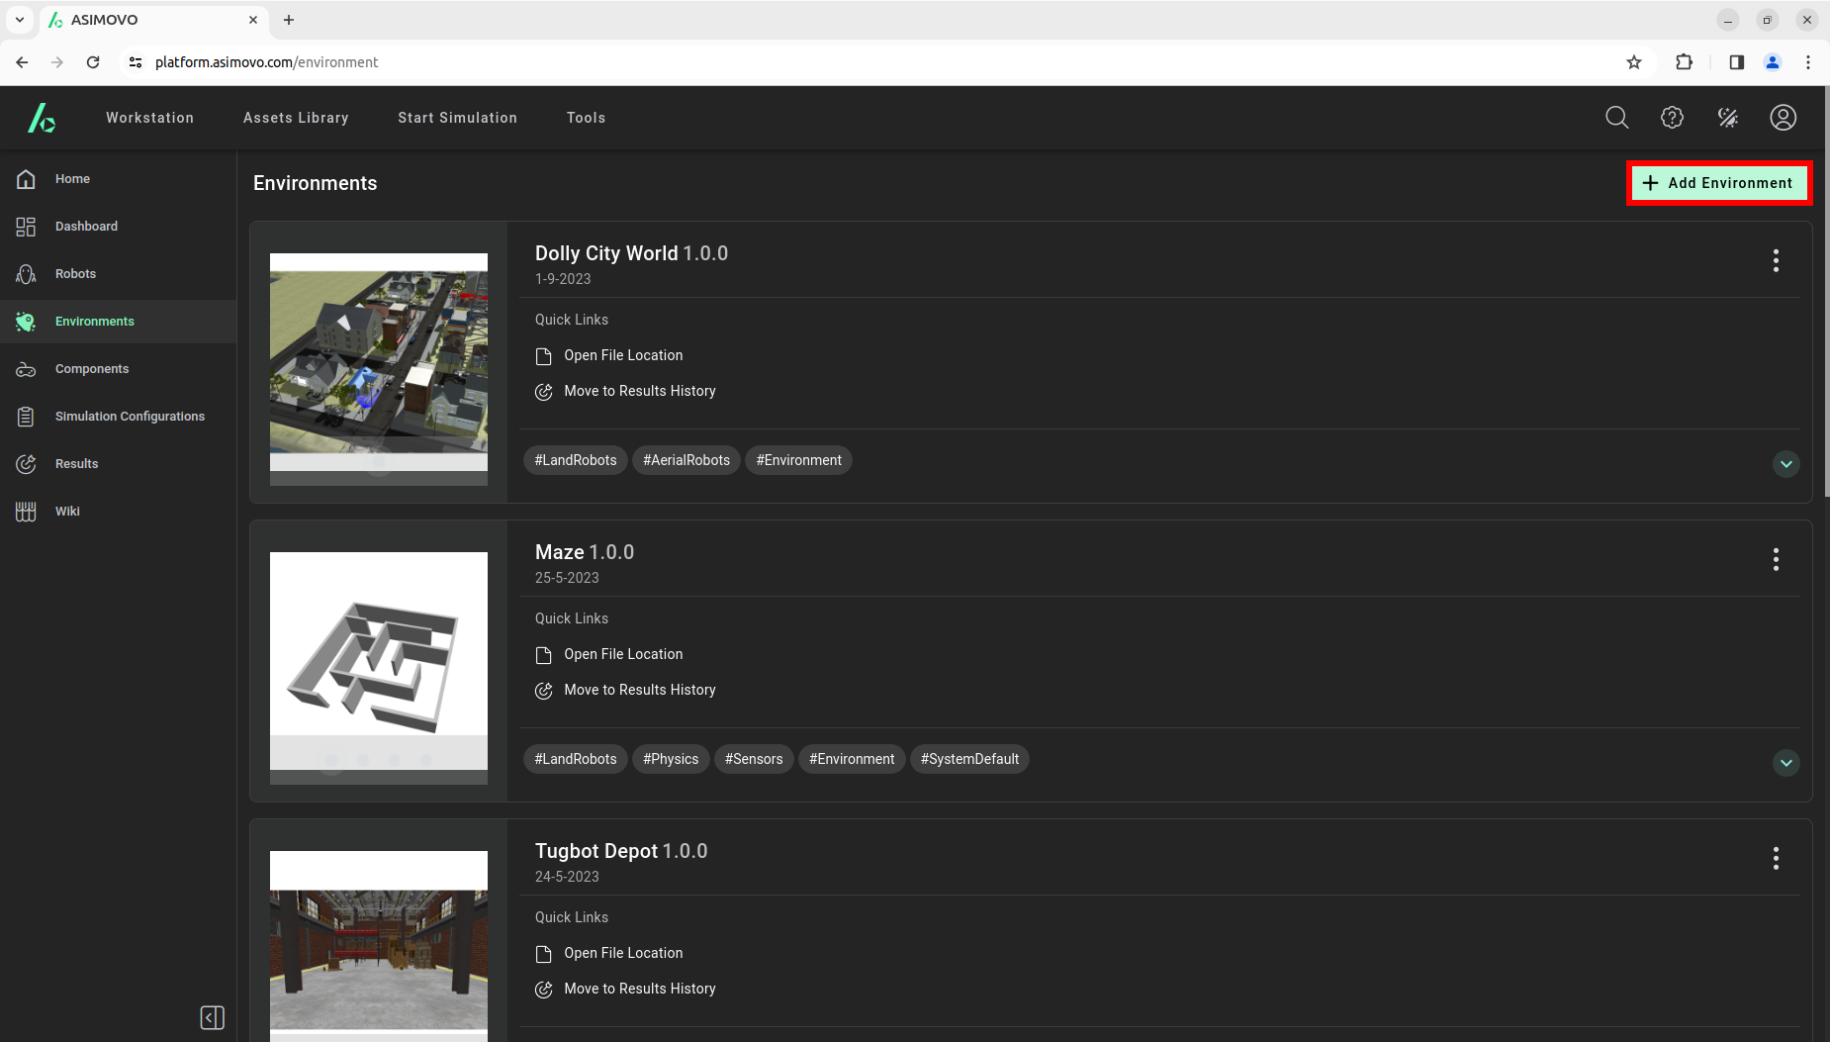 ASIMOVO
platform.asimovo.com/environment
Workstation
Assets Library
Start Simulation
Tools
Home
Dashboard
Robots
Environments
Components
Simulation Configurations
Results
Wiki
Environments
Add Environment
Dolly City World 1.0.0
1-9-2023
Quick Links
Open File Location
Move to Results History
#LandRobots #AerialRobots #Environment
Maze 1.0.0
25-5-2023
Quick Links
Open File Location
Move to Results History
#LandRobots #Physics #Sensors #Environment #SystemDefault
Tugbot Depot 1.0.0
24-5-2023
Quick Links
Open File Location
Move to Results History